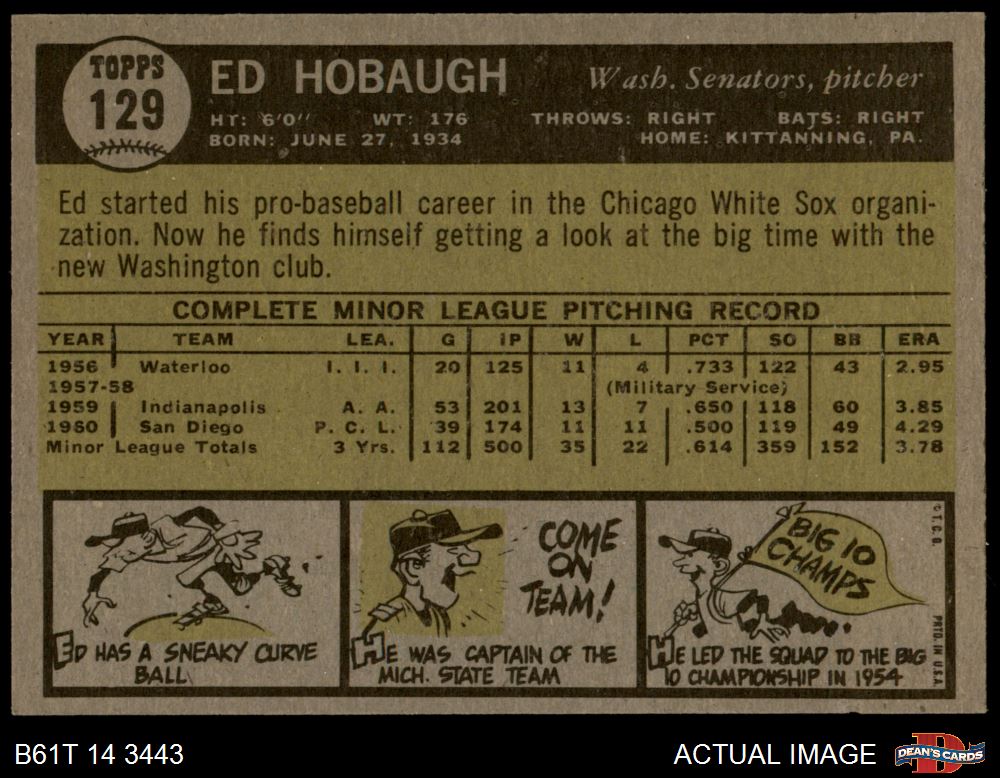 TOPPS
129
ED HOBAUGH
Wash. Senators, pitcher
HT: 6'0" WT: 176 THROWS: RIGHT BATS: RIGHT
BORN: JUNE 27, 1934 HOME: KITTANNING, PA.
Ed started his pro-baseball career in the Chicago White Sox organi-
zation. Now he finds himself getting a look at the big time with the
new Washington club.
COMPLETE MINOR LEAGUE PITCHING RECORD
YEAR TEAM LEA. G IP W L PCT SO BB ERA
1956 Waterloo I. I. I. 20 125 11 4 .733 122 43 2.95
1957-58 (Military Service)
1959 Indianapolis A. A. 53 201 13 7 .650 118 60 3.85
1960 San Diego P. C. L. 39 174 11 11 .500 119 49 4.29
Minor League Totals 3 Yrs. 112 500 35 22 .614 359 152 3.78
ED HAS A SNEAKY CURVE
BALL
COME
ON
TEAM!
HE WAS CAPTAIN OF THE
MICH. STATE TEAM
BIG 10
CHAMPS
HE LED THE SQUAD TO THE BIG
10 CHAMPIONSHIP IN 1954
© T. C. G.
PRTD. IN U.S.A.
B61T 14 3443
ACTUAL IMAGE
D
DEAN'S CARDS